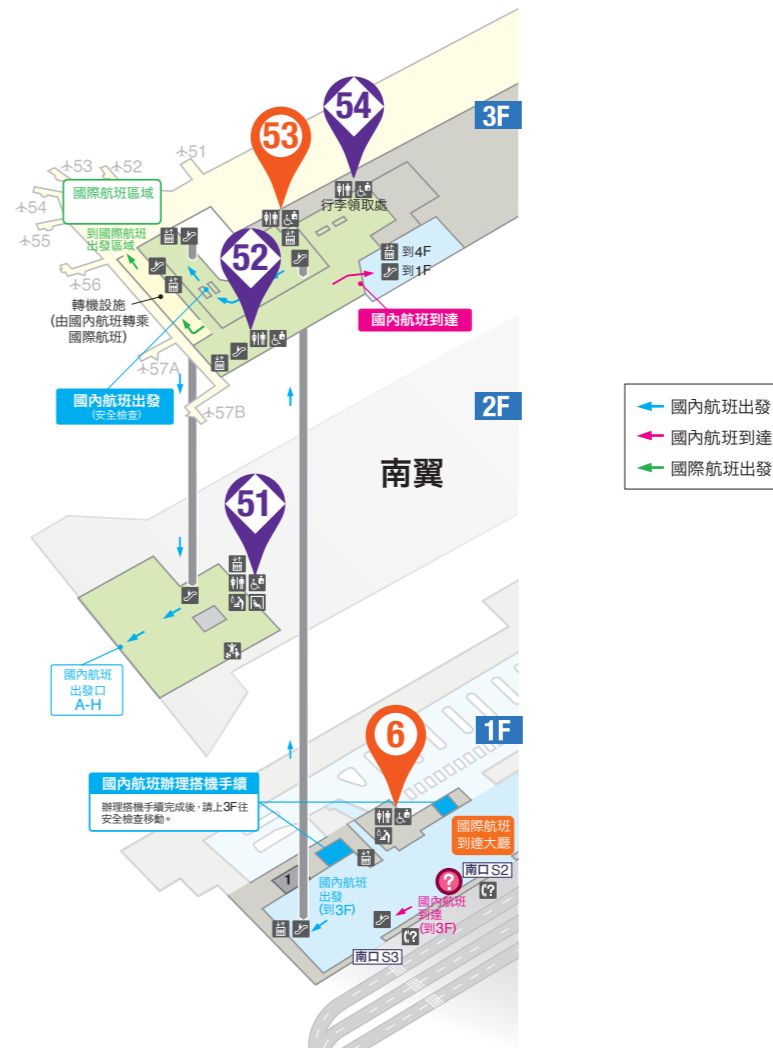 54
3F
53
51
53
52
國際航班區域
54
行李領取處
到國際航班
出發區域
55
52
到4F
到1F
56
轉機設施
(由國內航班轉乘
國際航班)
國內航班到達
57A
國內航班出發
(安全檢查)
57B
2F
國內航班出發
國內航班到達
國際航班出發
南翼
51
國內航班
出發口
A-H
6
1F
國內航班辦理搭機手續
辦理搭機手續完成後，請上3F往
安全檢查移動。
國際航班
到達大廳
南口 S2
1
?
國內航班
出發
(到3F)
國內航班
到達
(到3F)
?
?
南口 S3